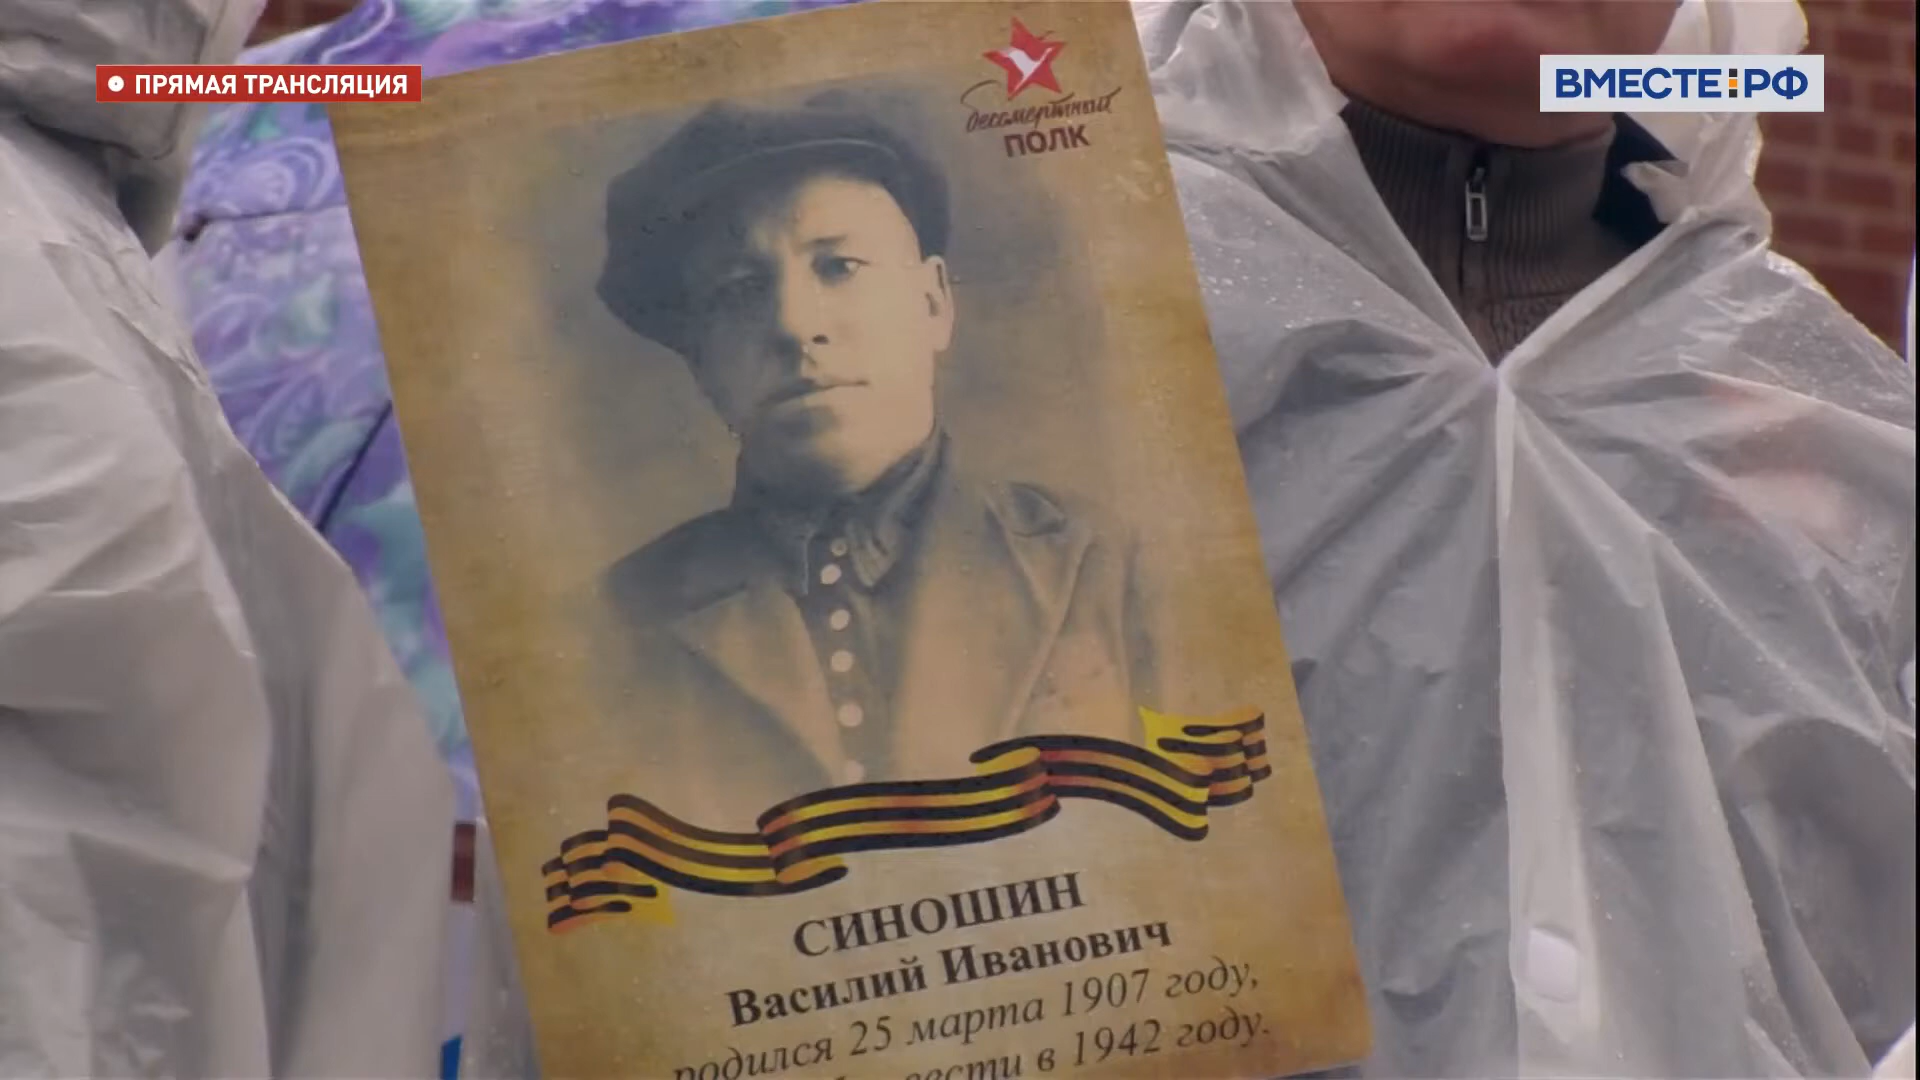 ПРЯМАЯ ТРАНСЛЯЦИЯ
ВМЕСТЕ:РФ
бессмертный
ПОЛК
СИНОШИН
Василий Иванович
родился 25 марта 1907 году,
в 1942 году.